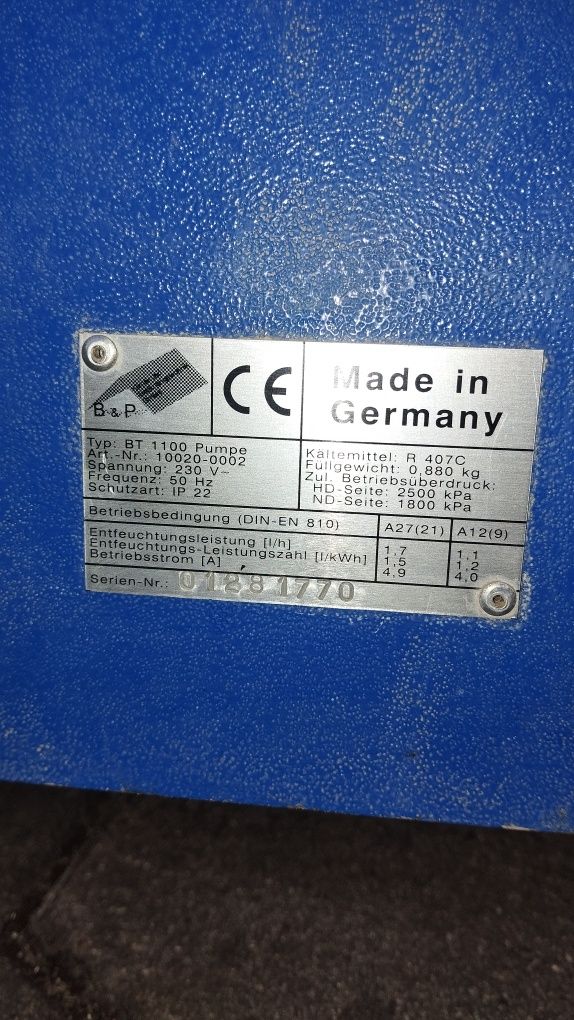 B & P
CE
Made in
Germany
Typ: BT 1100 Pumpe
Art.-Nr.: 10020-0002
Spannung: 230 V~
Frequenz: 50 Hz
Schutzart: IP 22
Kältemittel: R 407C
Füllgewicht: 0,880 kg
Zul. Betriebsüberdruck:
HD-Seite: 2500 kPa
ND-Seite: 1800 kPa
Betriebsbedingung (DIN-EN 810) A27(21) A12(9)
Entfeuchtungsleistung [l/h] 1,7 1,1
Entfeuchtungs-Leistungszahl [l/kWh] 1,5 1,2
Betriebsstrom [A] 4,9 4,0
Serien-Nr.: 01281770